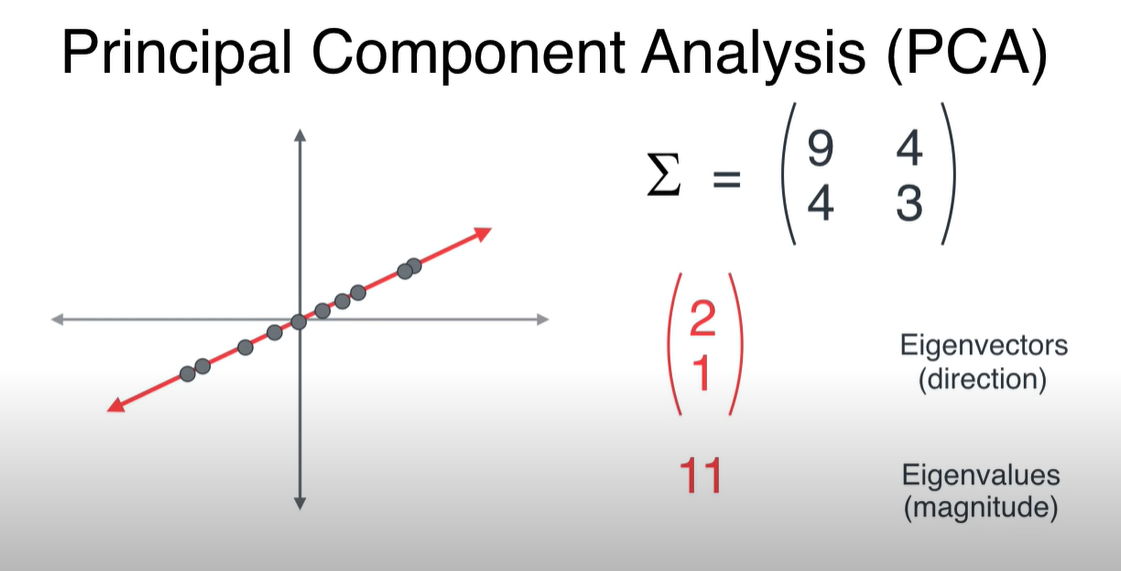 Principal Component Analysis (PCA)
Σ = 9 4
4 3
2
1
Eigenvectors
(direction)
11
Eigenvalues
(magnitude)